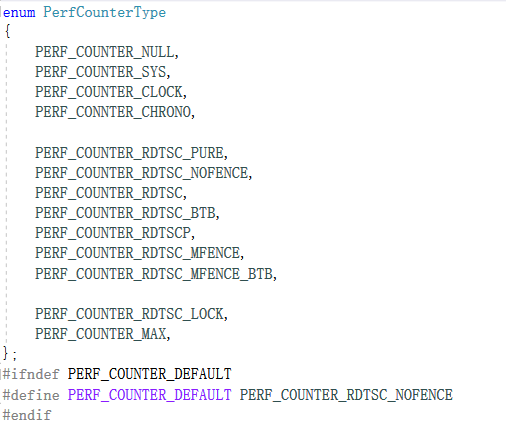 enum PerfCounterType
{
PERF_COUNTER_NULL,
PERF_COUNTER_SYS,
PERF_COUNTER_CLOCK,
PERF_CONNTER_CHRONO,
PERF_COUNTER_RDTSC_PURE,
PERF_COUNTER_RDTSC_NOFENCE,
PERF_COUNTER_RDTSC,
PERF_COUNTER_RDTSC_BTB,
PERF_COUNTER_RDTSCP,
PERF_COUNTER_RDTSC_MFENCE,
PERF_COUNTER_RDTSC_MFENCE_BTB,
PERF_COUNTER_RDTSC_LOCK,
PERF_COUNTER_MAX,
};
#ifndef PERF_COUNTER_DEFAULT
#define PERF_COUNTER_DEFAULT PERF_COUNTER_RDTSC_NOFENCE
#endif